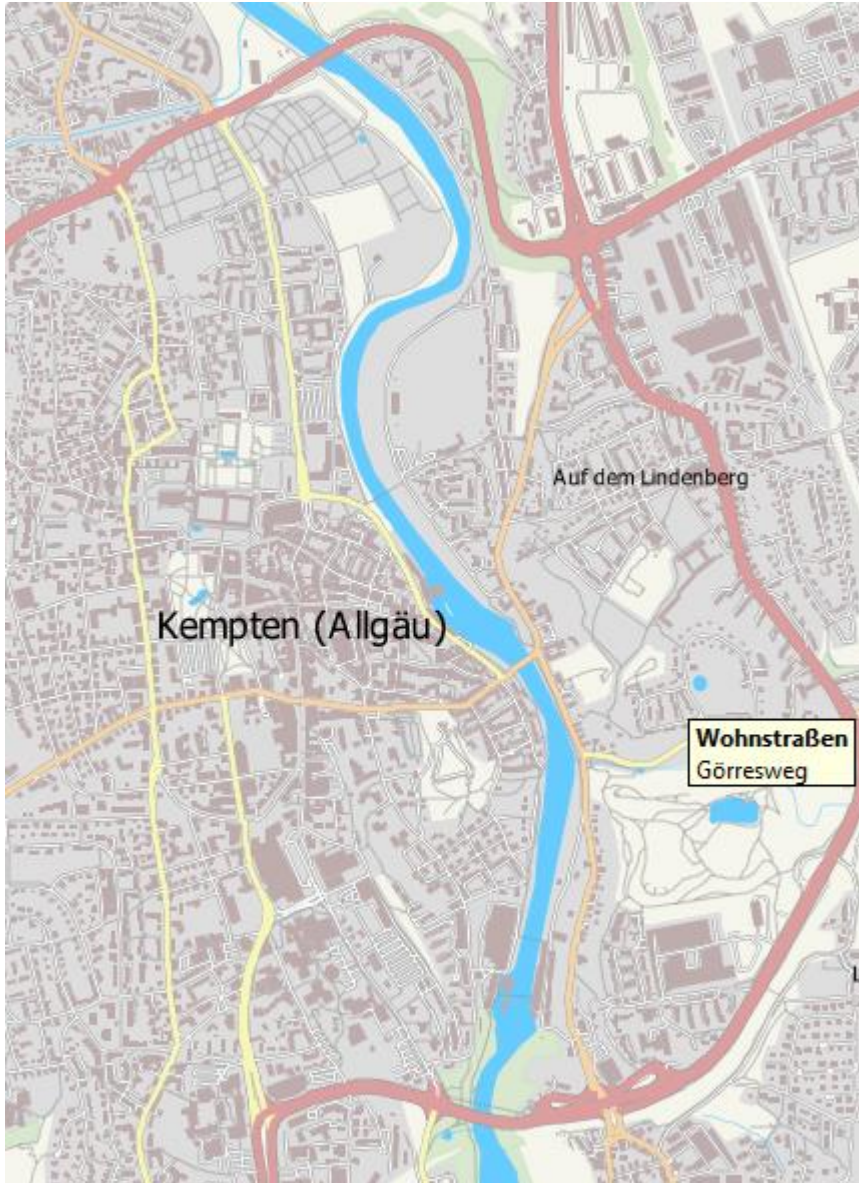 Auf dem Lindenberg
Kempten (Allgäu)
Wohnstraßen
Görresweg
L